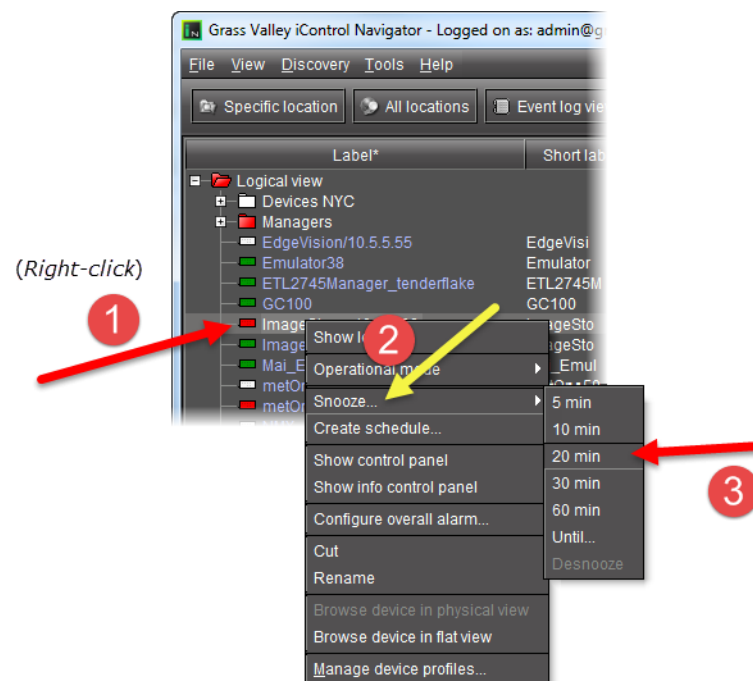 Grass Valley iControl Navigator - Logged on as: admin@g
File View Discovery Tools Help
Specific location All locations Event log vie
Label* Short lab
Logical view
Devices NYC
Managers
EdgeVision/10.5.5.55 EdgeVisi
Emulator38 Emulator
ETL2745Manager_tenderflake ETL2745M
GC100 GC100
(Right-click)
1
2
3
Show
Operational mode
Snooze...
Create schedule...
Show control panel
Show info control panel
Configure overall alarm...
Cut
Rename
Browse device in physical view
Browse device in flat view
Manage device profiles...
5 min
10 min
20 min
30 min
60 min
Until...
Desnooze